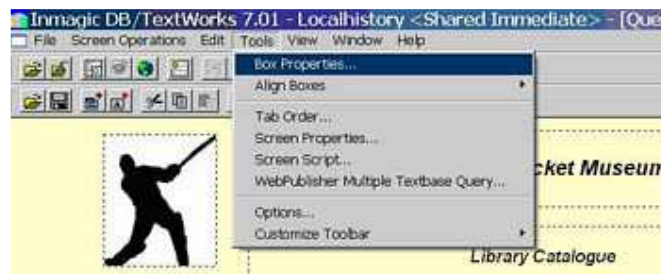 Inmagic DB/TextWorks 7.01 - Localhistory <Shared Immediate> - [Que
File Screen Operations Edit Tools View Window Help
Box Properties...
Align Boxes
Tab Order...
Screen Properties...
Screen Script...
WebPublisher Multiple Textbase Query...
Options...
Customize Toolbar
cket Museum
Library Catalogue